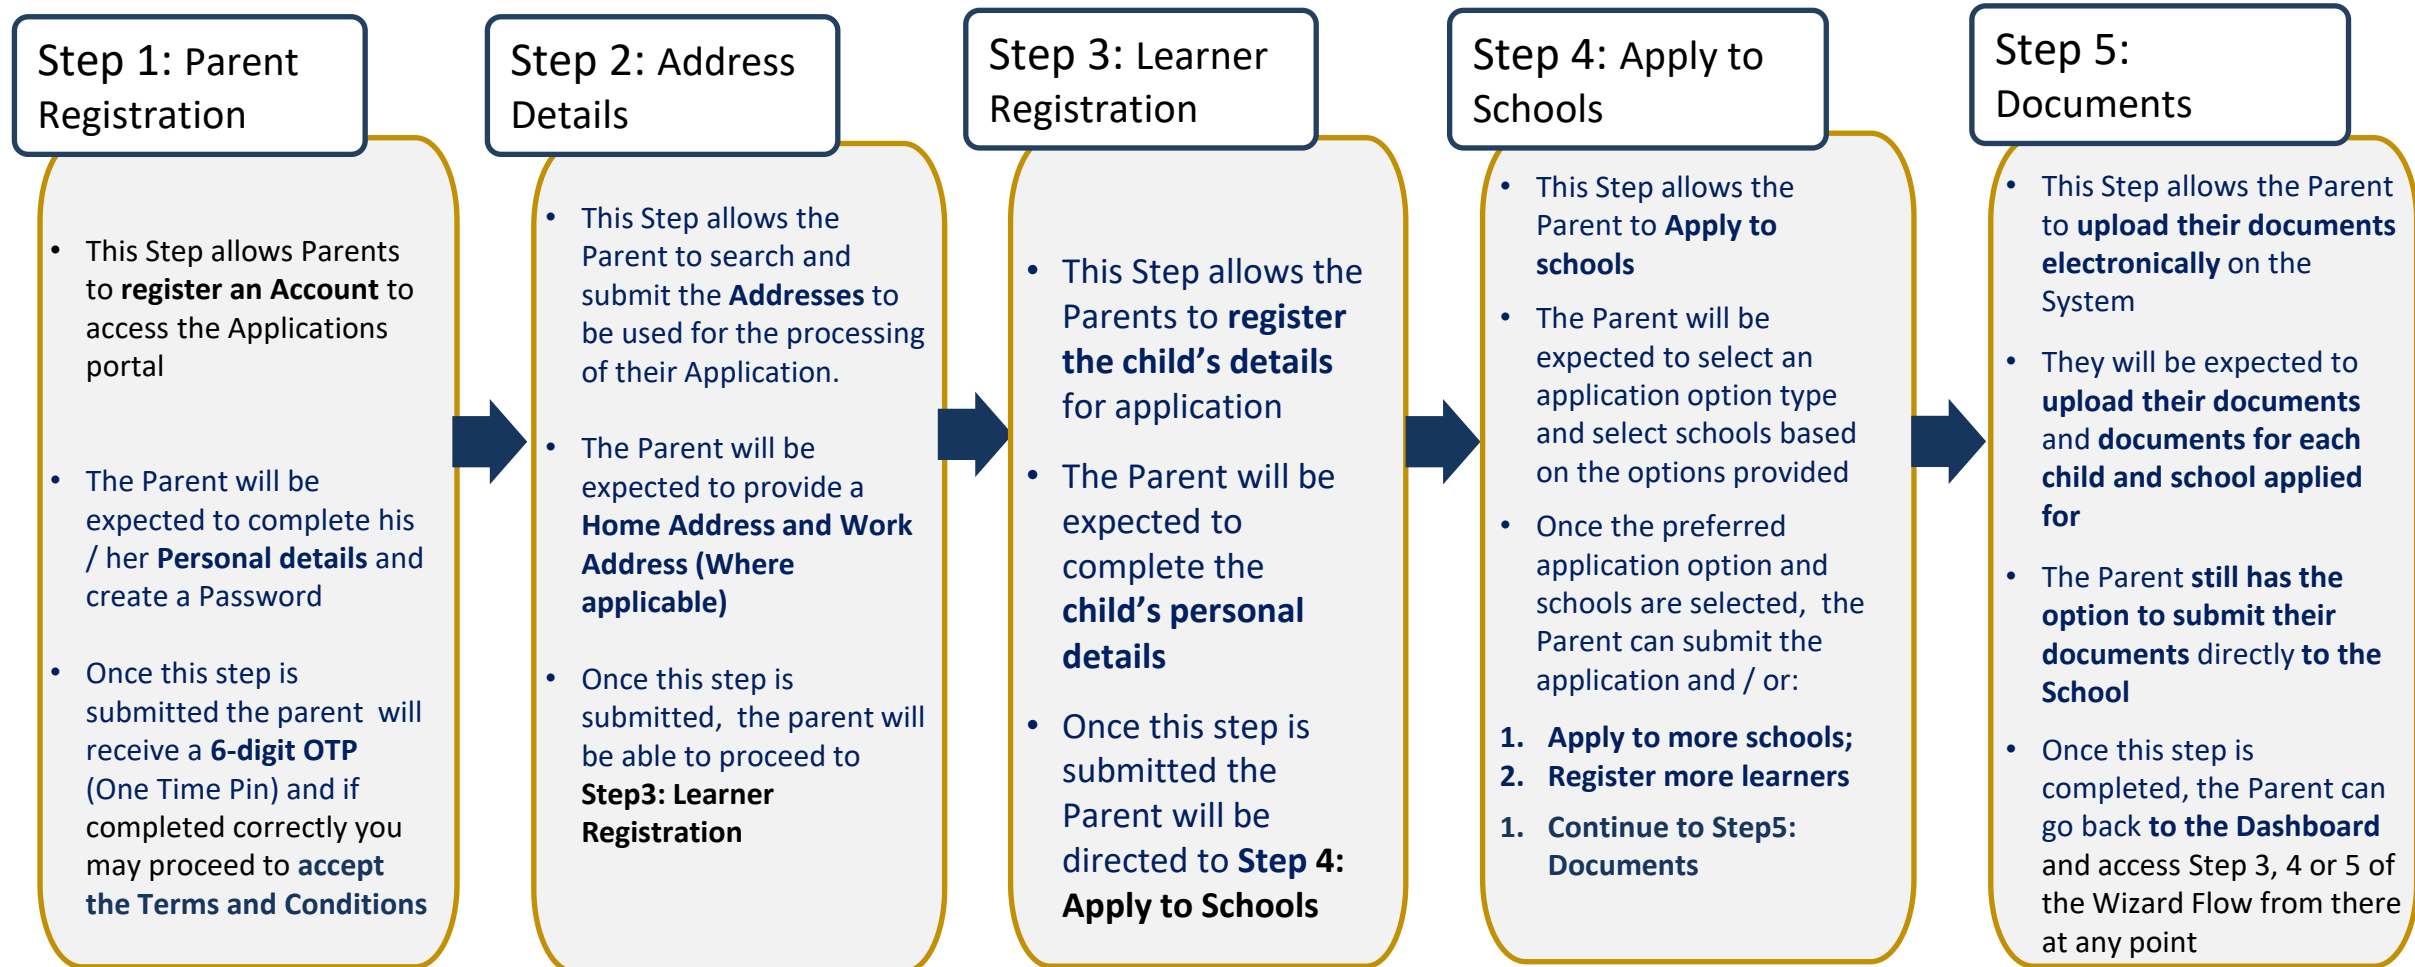 Step 1: Parent
Registration
• This Step allows Parents
to register an Account to
access the Applications
portal
• The Parent will be
expected to complete his
/ her Personal details and
create a Password
• Once this step is
submitted the parent will
receive a 6-digit OTP
(One Time Pin) and if
completed correctly you
may proceed to accept
the Terms and Conditions
Step 2: Address
Details
• This Step allows the
Parent to search and
submit the Addresses to
be used for the processing
of their Application.
• The Parent will be
expected to provide a
Home Address and Work
Address (Where
applicable)
• Once this step is
submitted, the parent will
be able to proceed to
Step3: Learner
Registration
Step 3: Learner
Registration
• This Step allows the
Parents to register
the child’s details
for application
• The Parent will be
expected to
complete the
child’s personal
details
• Once this step is
submitted the
Parent will be
directed to Step 4:
Apply to Schools
Step 4: Apply to
Schools
• This Step allows the
Parent to Apply to
schools
• The Parent will be
expected to select an
application option type
and select schools based
on the options provided
• Once the preferred
application option and
schools are selected, the
Parent can submit the
application and / or:
1. Apply to more schools;
2. Register more learners
1. Continue to Step5:
Documents
Step 5:
Documents
• This Step allows the Parent
to upload their documents
electronically on the
System
• They will be expected to
upload their documents
and documents for each
child and school applied
for
• The Parent still has the
option to submit their
documents directly to the
School
• Once this step is
completed, the Parent can
go back to the Dashboard
and access Step 3, 4 or 5 of
the Wizard Flow from there
at any point